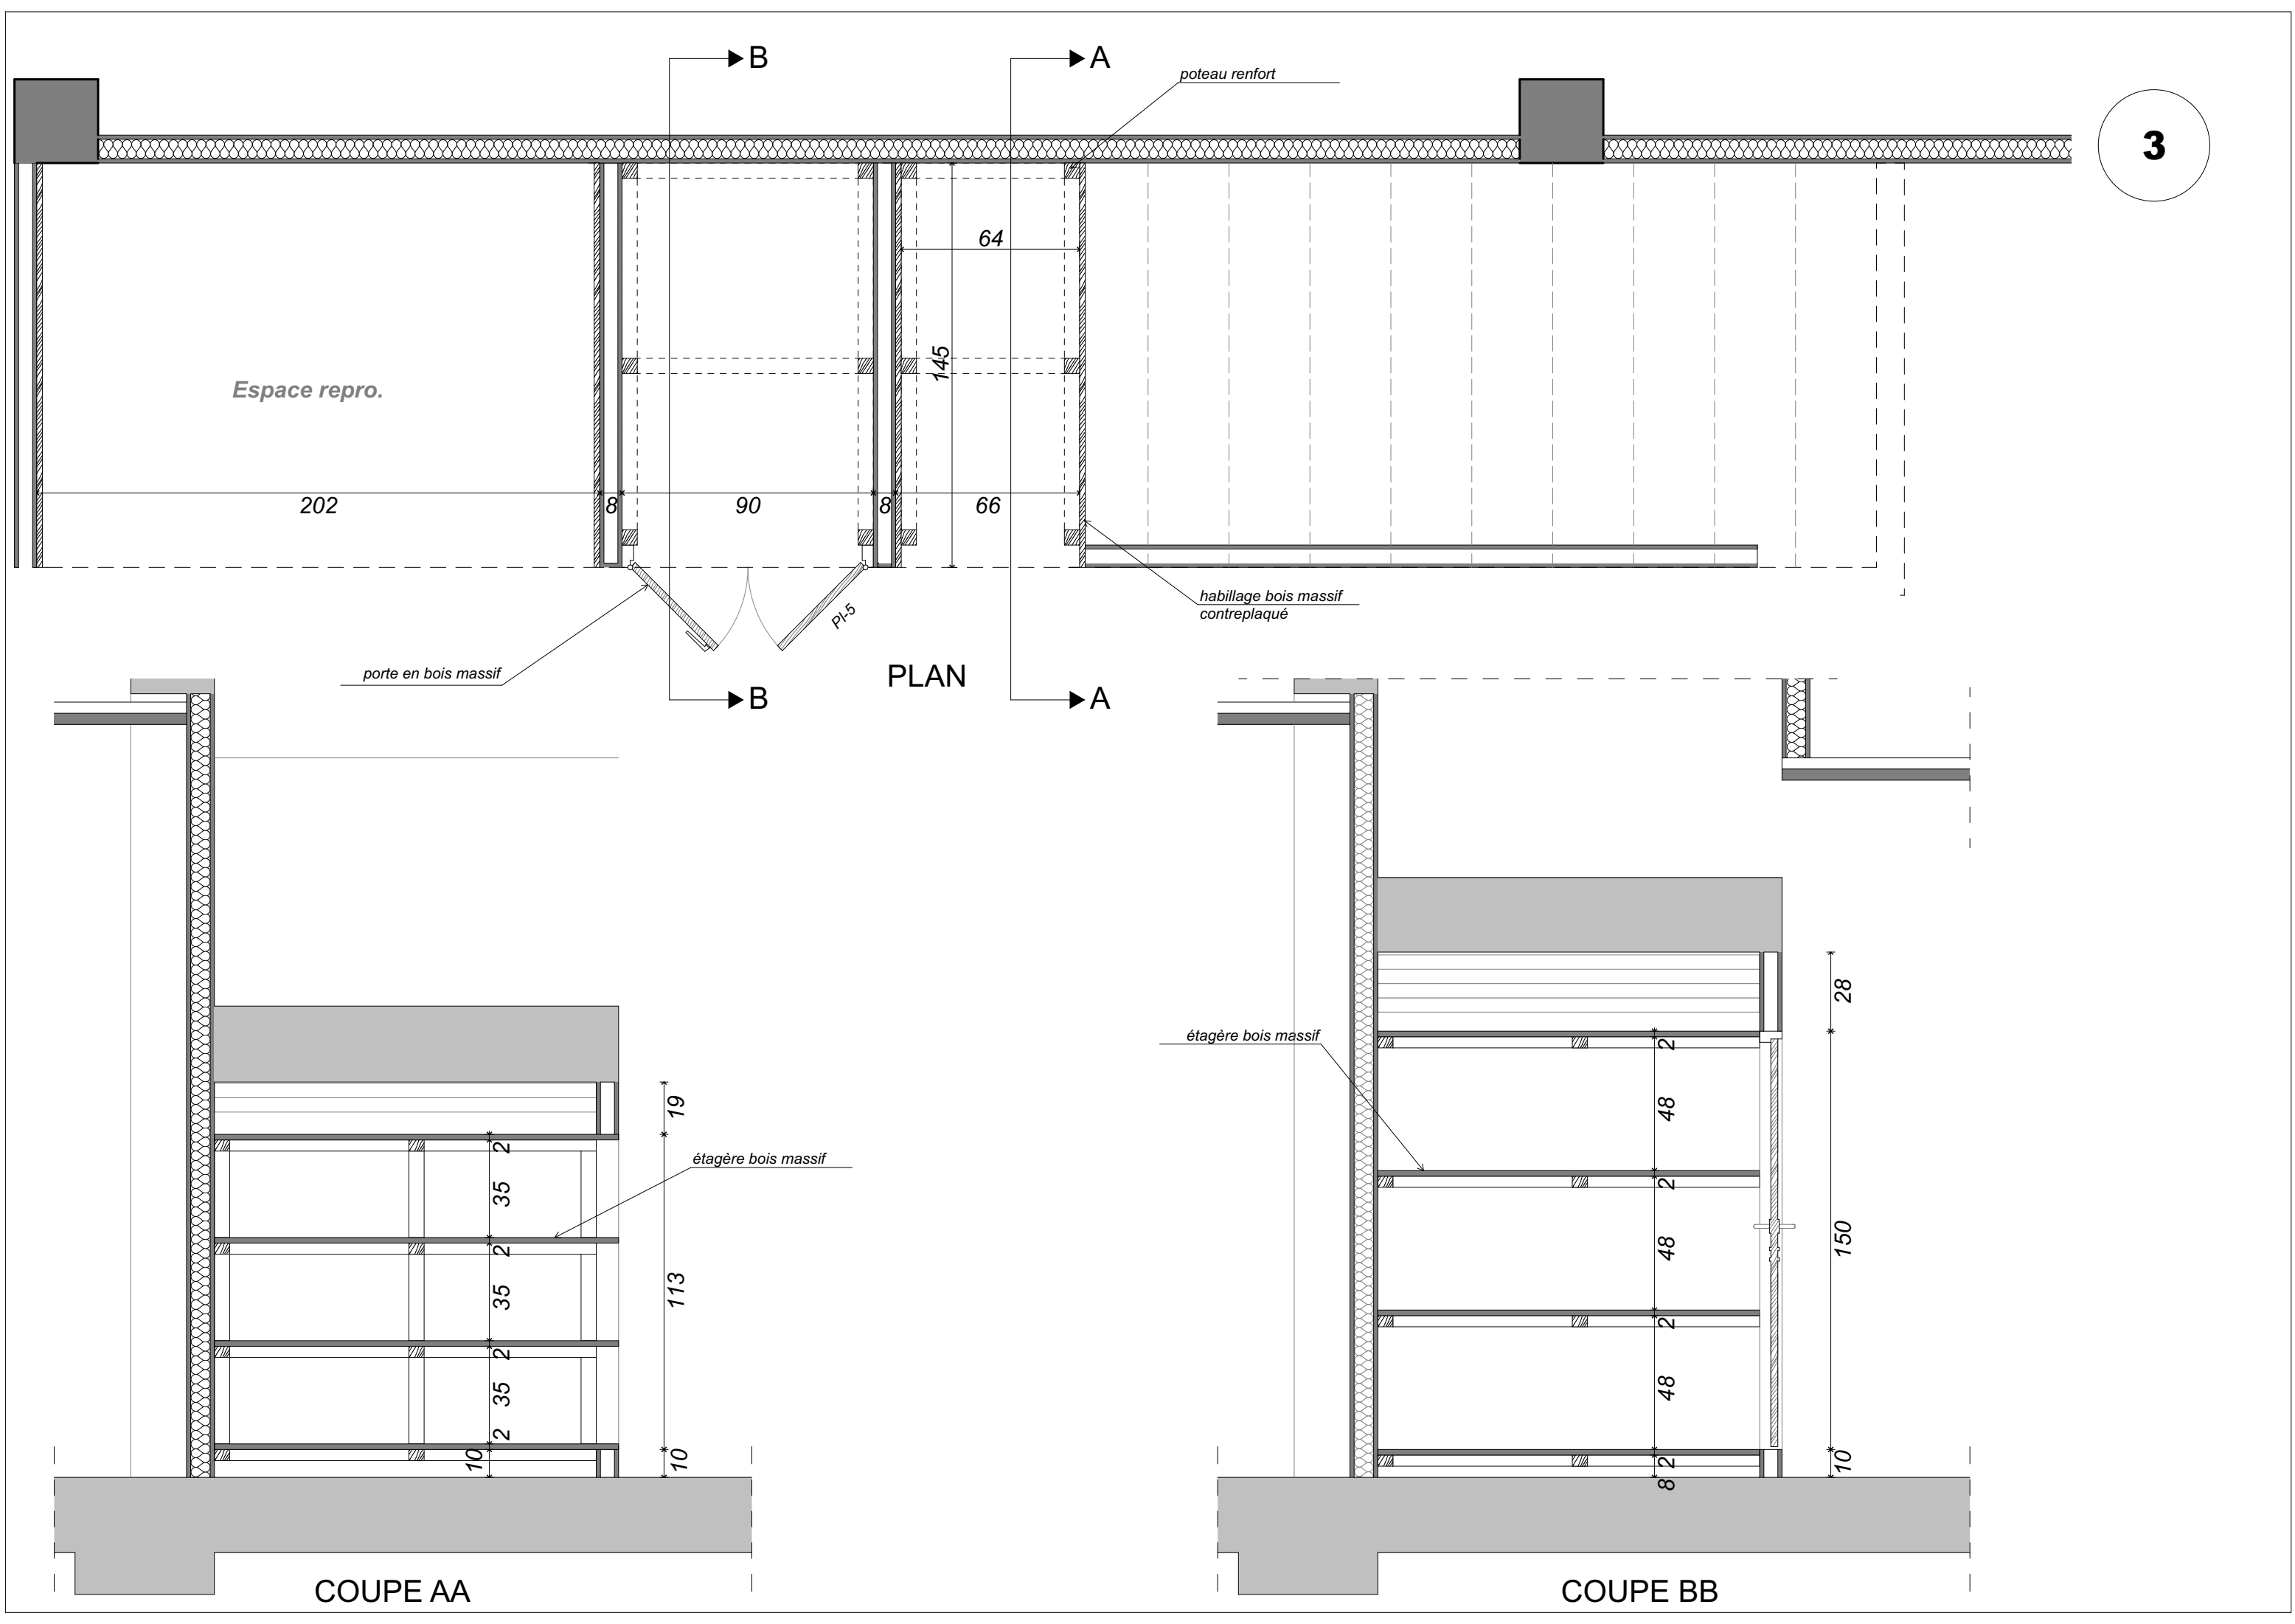 B
A
poteau renfort
3
64
145
Espace repro.
202
8
90
8
66
PI-5
habillage bois massif
contreplaqué
porte en bois massif
PLAN
B
A
19
2
35
étagère bois massif
2
35
113
2
35
2
10
10
COUPE AA
28
étagère bois massif
2
48
2
48
150
2
48
2
8
10
COUPE BB